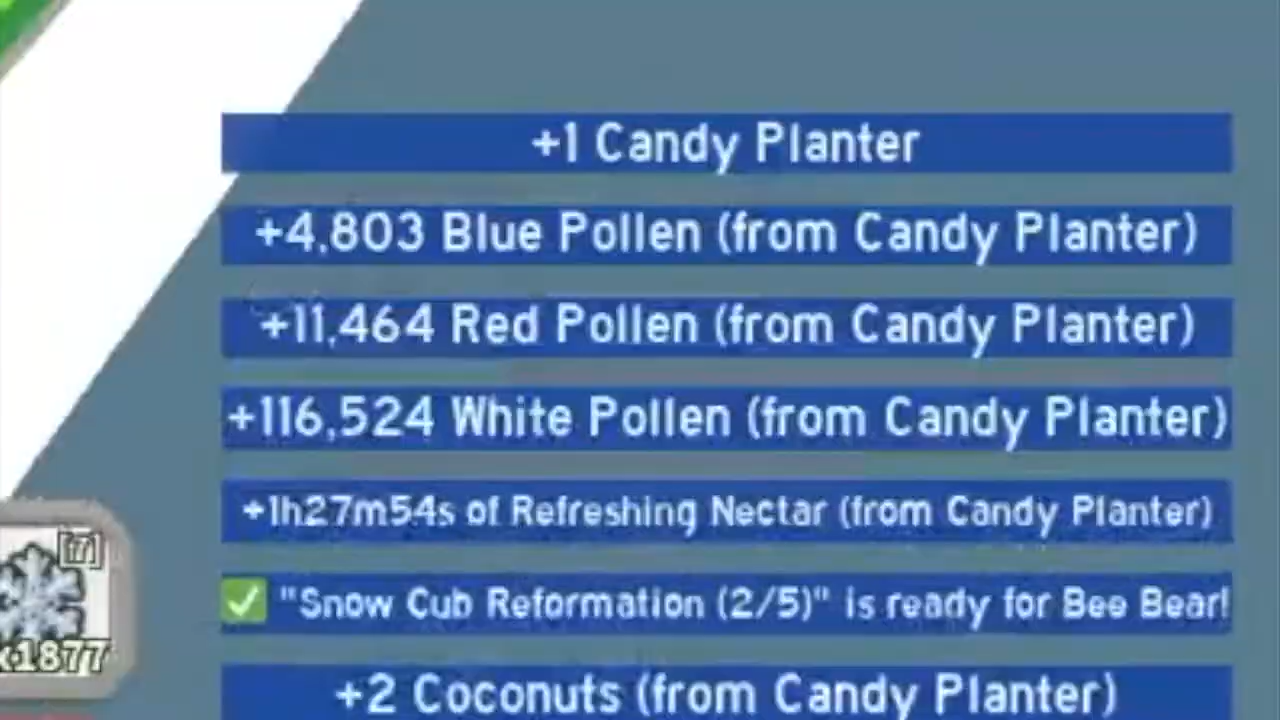 +1 Candy Planter
+4,803 Blue Pollen (from Candy Planter)
+11,464 Red Pollen (from Candy Planter)
+116,524 White Pollen (from Candy Planter)
+1h27m54s of Refreshing Nectar (from Candy Planter)
✅ "Snow Cub Reformation (2/5)" is ready for Bee Bear!
[f7]
x1877
+2 Coconuts (from Candy Planter)